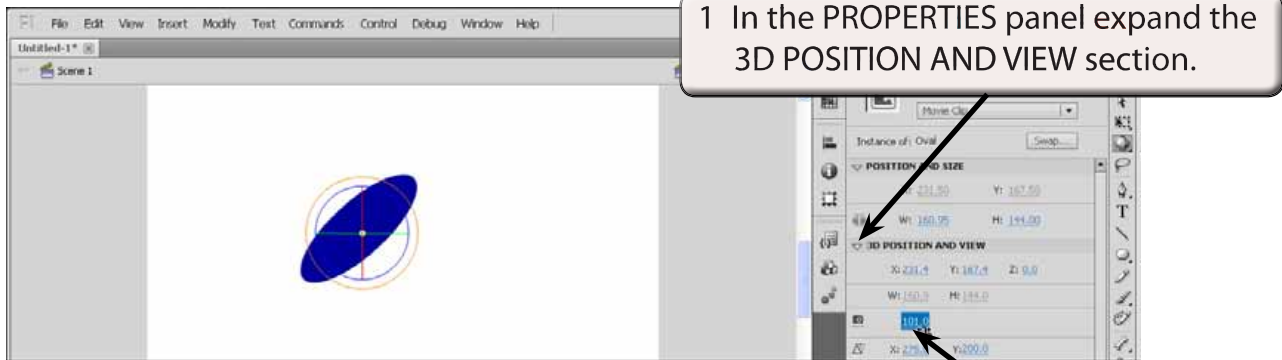 1 In the PROPERTIES panel expand the
3D POSITION AND VIEW section.
File Edit View Insert Modify Text Commands Control Debug Window Help
Untitled-1*
Scene 1
Movie Clip
Instance of: Oval Swap...
POSITION AND SIZE
X: 231.50 Y: 167.50
W: 160.95 H: 144.00
3D POSITION AND VIEW
X: 231.4 Y: 167.4 Z: 0.0
W: 160.9 H: 144.0
101.0
X: Y: 200.0